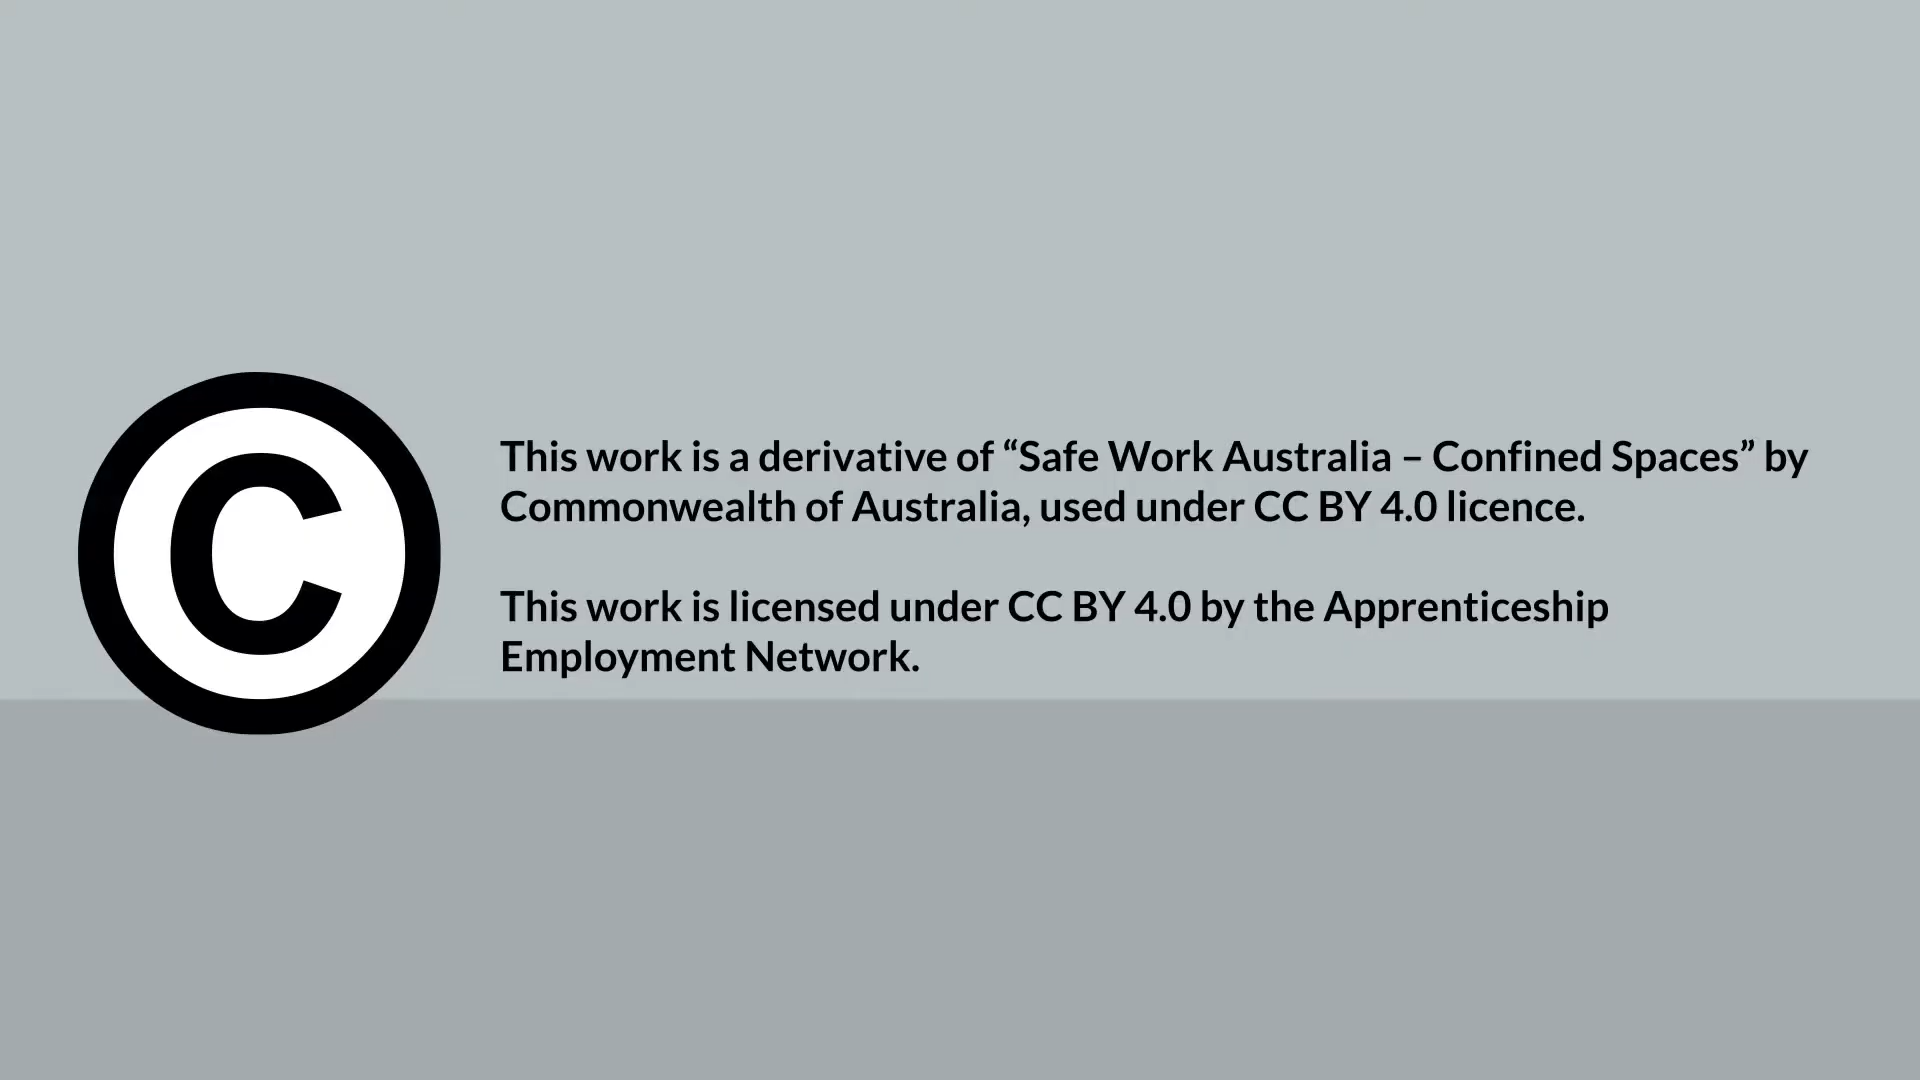 C
This work is a derivative of “Safe Work Australia – Confined Spaces” by
Commonwealth of Australia, used under CC BY 4.0 licence.
This work is licensed under CC BY 4.0 by the Apprenticeship
Employment Network.